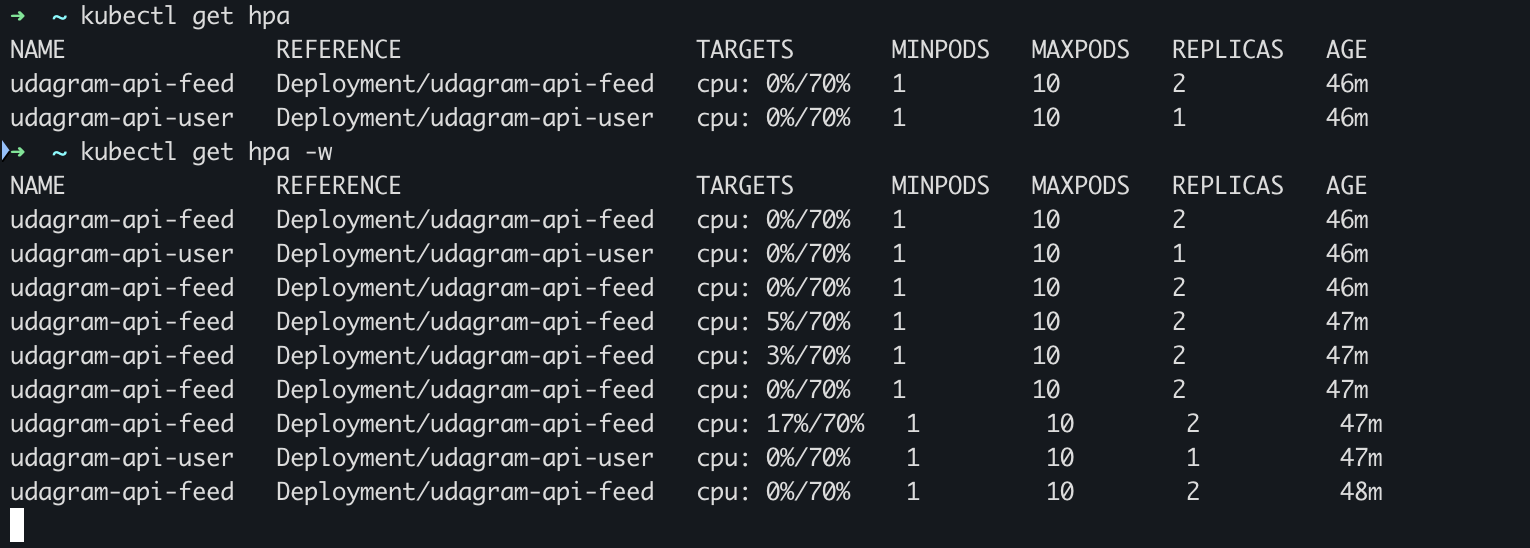 ➜  ~ kubectl get hpa
NAME               REFERENCE                     TARGETS       MINPODS   MAXPODS   REPLICAS   AGE
udagram-api-feed   Deployment/udagram-api-feed   cpu: 0%/70%   1         10        2          46m
udagram-api-user   Deployment/udagram-api-user   cpu: 0%/70%   1         10        1          46m
➜  ~ kubectl get hpa -w
NAME               REFERENCE                     TARGETS       MINPODS   MAXPODS   REPLICAS   AGE
udagram-api-feed   Deployment/udagram-api-feed   cpu: 0%/70%   1         10        2          46m
udagram-api-user   Deployment/udagram-api-user   cpu: 0%/70%   1         10        1          46m
udagram-api-feed   Deployment/udagram-api-feed   cpu: 0%/70%   1         10        2          46m
udagram-api-feed   Deployment/udagram-api-feed   cpu: 5%/70%   1         10        2          47m
udagram-api-feed   Deployment/udagram-api-feed   cpu: 3%/70%   1         10        2          47m
udagram-api-feed   Deployment/udagram-api-feed   cpu: 0%/70%   1         10        2          47m
udagram-api-feed   Deployment/udagram-api-feed   cpu: 17%/70%   1         10        2          47m
udagram-api-user   Deployment/udagram-api-user   cpu: 0%/70%    1         10        1          47m
udagram-api-feed   Deployment/udagram-api-feed   cpu: 0%/70%    1         10        2          48m